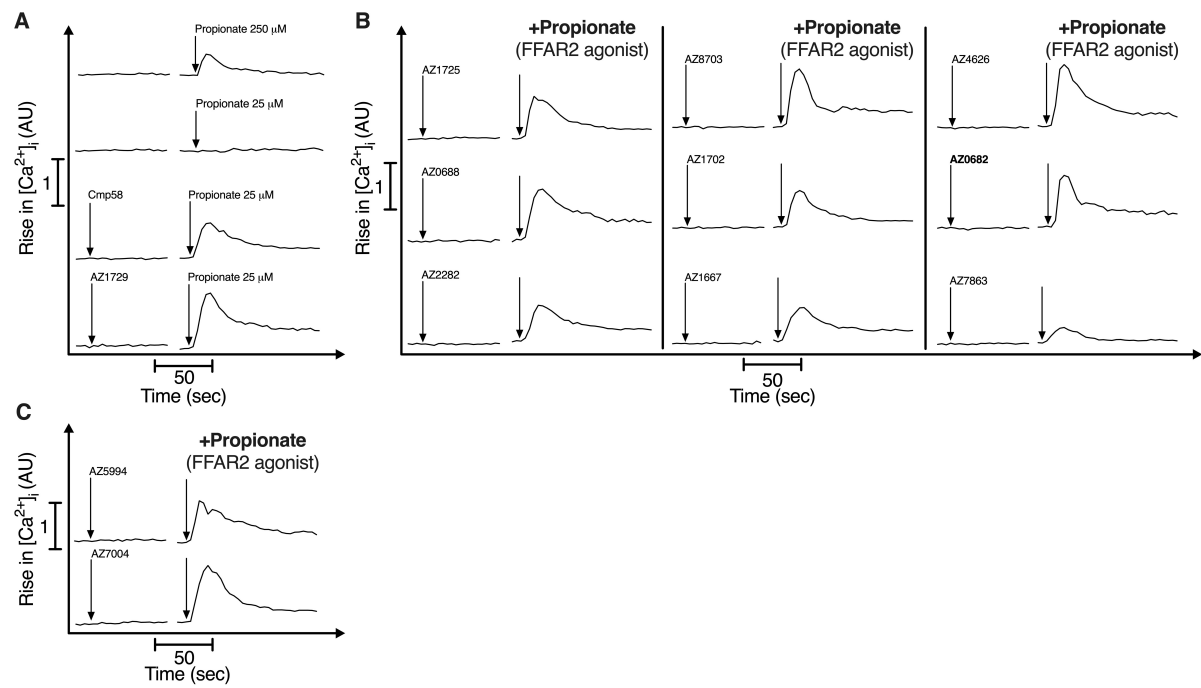 A
Rise in [Ca2+]i (AU)
1
Propionate 250 μM
Propionate 25 μM
Cmp58
Propionate 25 μM
AZ1729
Propionate 25 μM
50
Time (sec)
B
Rise in [Ca2+]i (AU)
1
+Propionate
(FFAR2 agonist)
AZ1725
AZ0688
AZ2282
+Propionate
(FFAR2 agonist)
AZ8703
AZ1702
AZ1667
+Propionate
(FFAR2 agonist)
AZ4626
AZ0682
AZ7863
50
Time (sec)
C
Rise in [Ca2+]i (AU)
1
+Propionate
(FFAR2 agonist)
AZ5994
AZ7004
50
Time (sec)